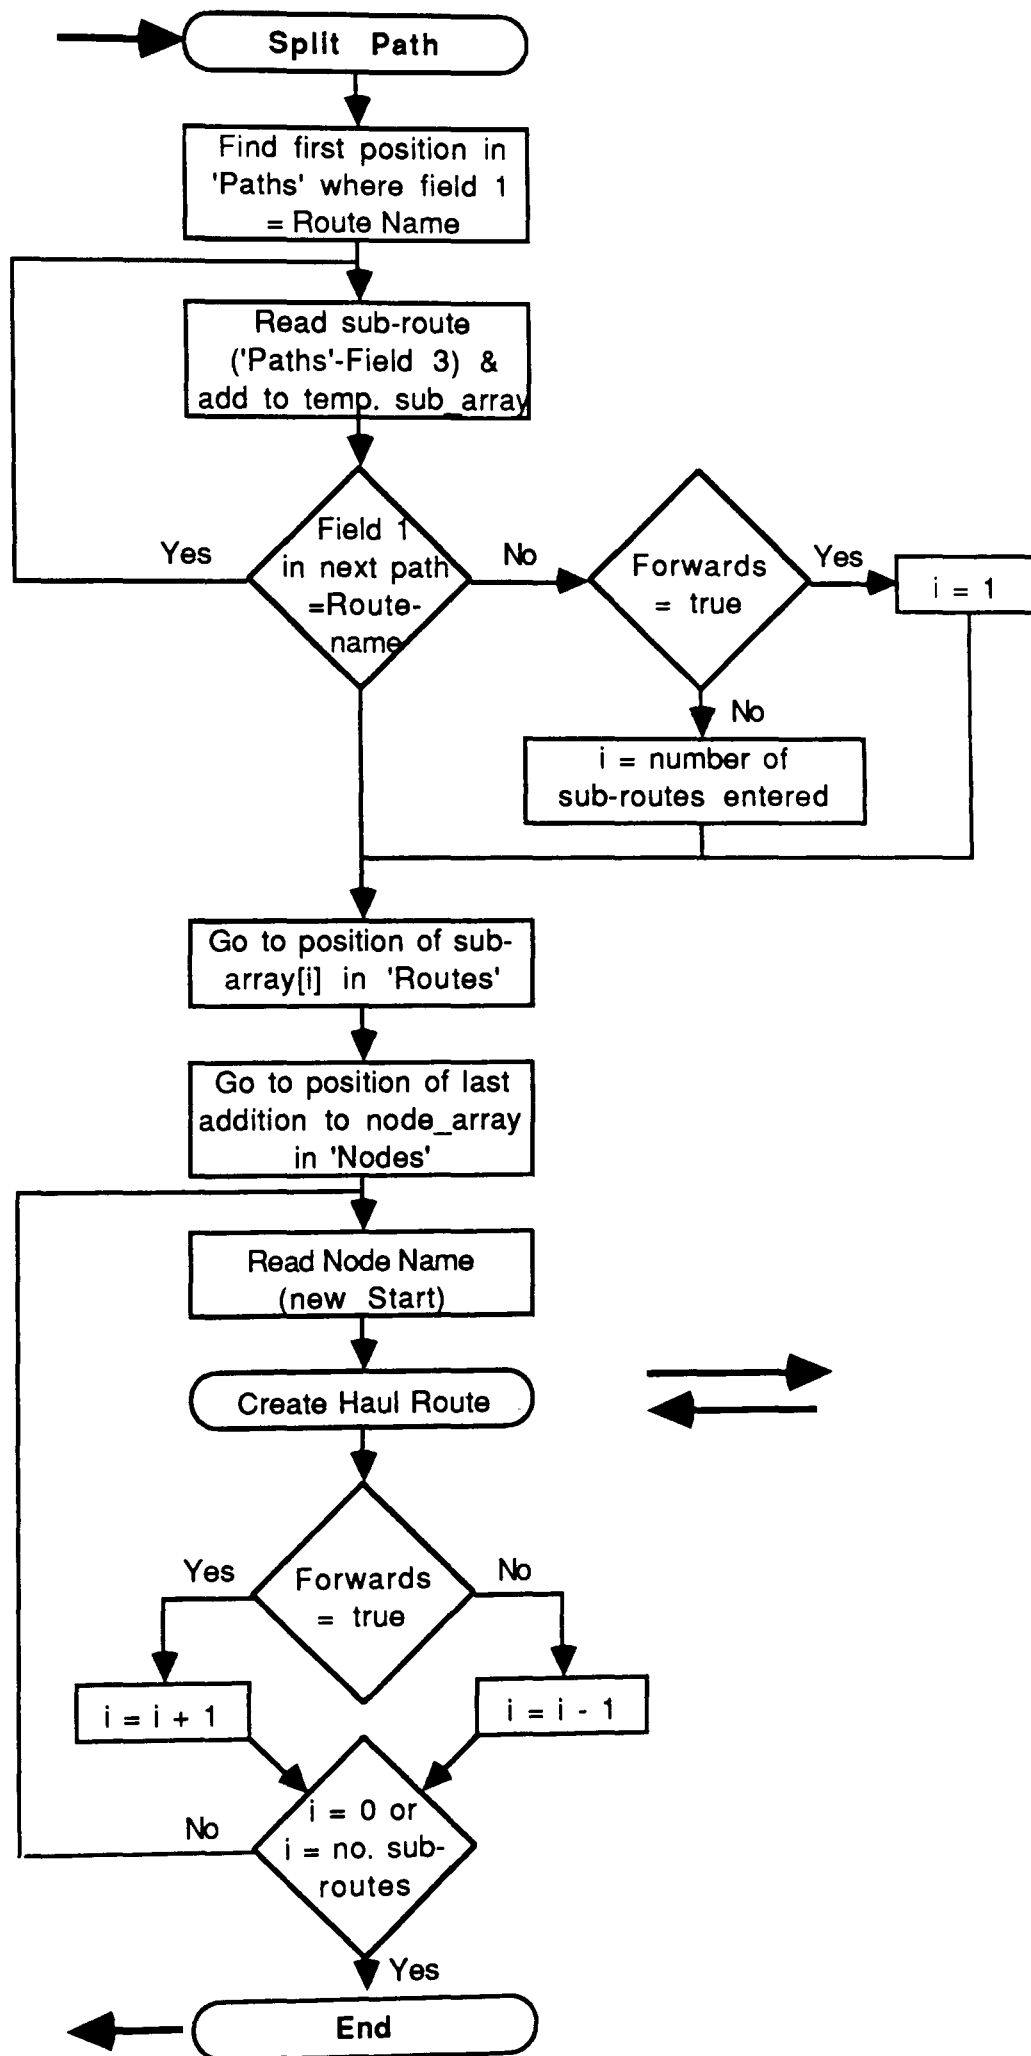 Split Path
Find first position in
'Paths' where field 1
= Route Name
Read sub-route
('Paths'-Field 3) &
add to temp. sub_array
Field 1
in next path
=Route-
name
Yes
No
Forwards
= true
Yes
i = 1
No
i = number of
sub-routes entered
Go to position of sub-
array[i] in 'Routes'
Go to position of last
addition to node_array
in 'Nodes'
Read Node Name
(new Start)
Create Haul Route
Yes
Forwards
= true
No
i = i + 1
i = i - 1
i = 0 or
i = no. sub-
routes
No
Yes
End